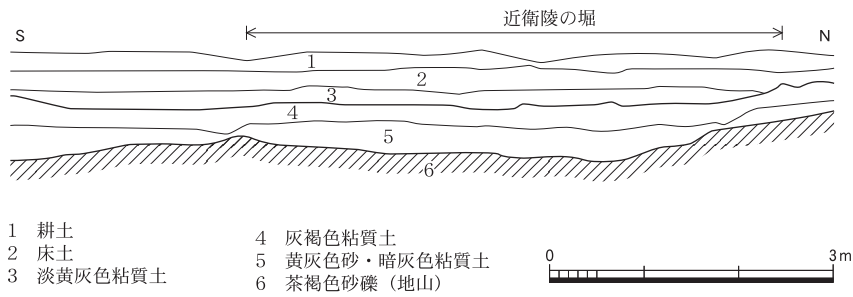 近衛陵の堀
S
N
1
2
3
4
5
6
1 耕土
2 床土
3 淡黄灰色粘質土
4 灰褐色粘質土
5 黄灰色砂・暗灰色粘質土
6 茶褐色砂礫（地山）
0
3m